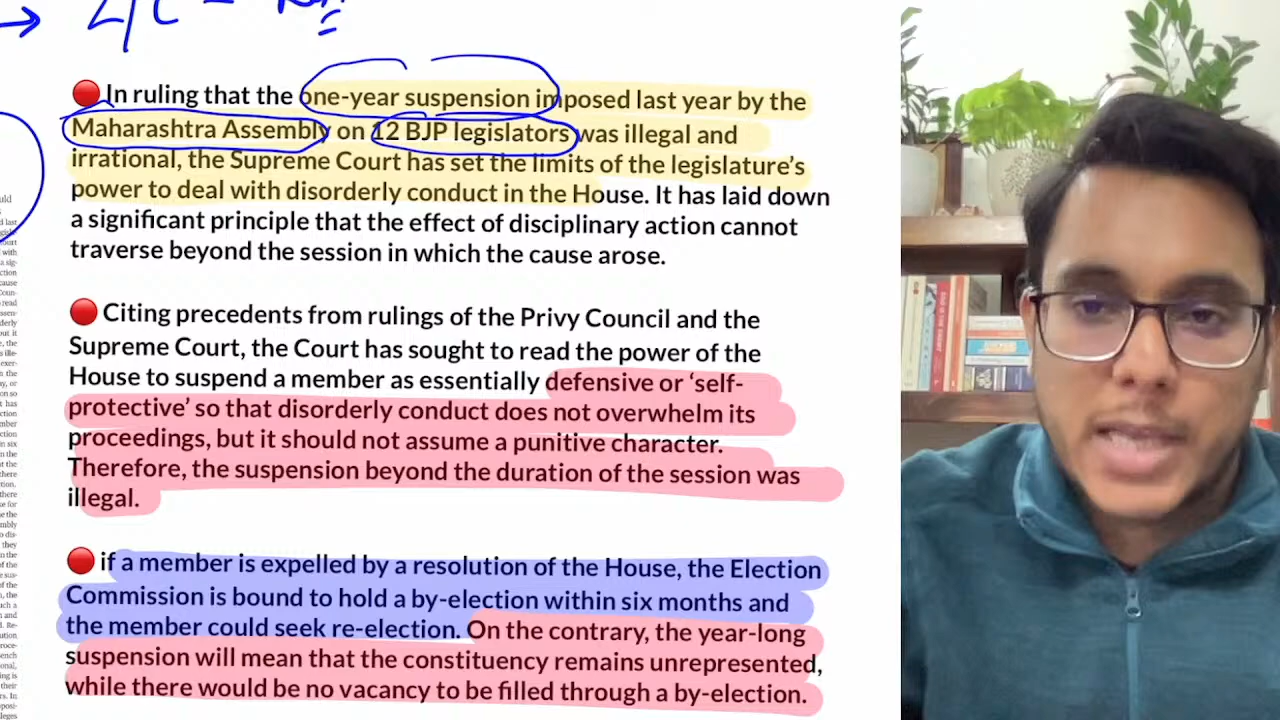 In ruling that the one-year suspension imposed last year by the
Maharashtra Assembly on 12 BJP legislators was illegal and
irrational, the Supreme Court has set the limits of the legislature's
power to deal with disorderly conduct in the House. It has laid down
a significant principle that the effect of disciplinary action cannot
traverse beyond the session in which the cause arose.
Citing precedents from rulings of the Privy Council and the
Supreme Court, the Court has sought to read the power of the
House to suspend a member as essentially defensive or 'self-
protective' so that disorderly conduct does not overwhelm its
proceedings, but it should not assume a punitive character.
Therefore, the suspension beyond the duration of the session was
illegal.
if a member is expelled by a resolution of the House, the Election
Commission is bound to hold a by-election within six months and
the member could seek re-election. On the contrary, the year-long
suspension will mean that the constituency remains unrepresented,
while there would be no vacancy to be filled through a by-election.